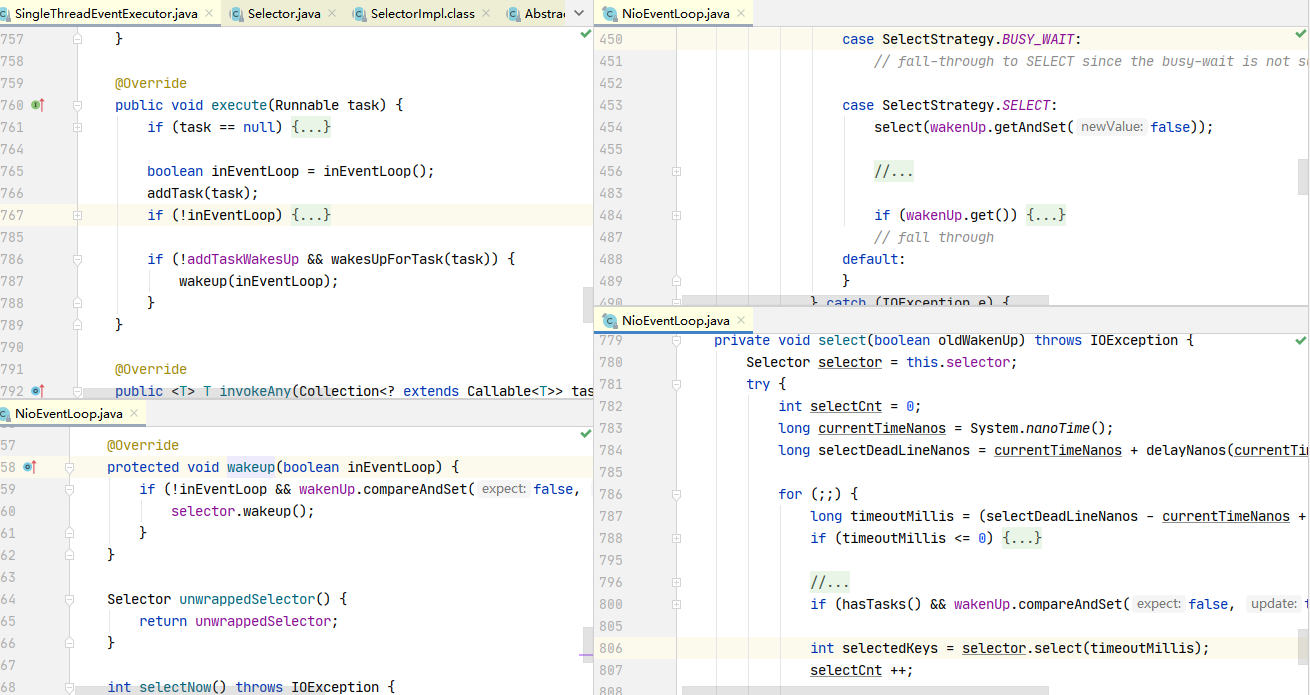 SingleThreadEventExecutor.java
Selector.java
SelectorImpl.class
Abstrac
757 }
758
759 @Override
760 public void execute(Runnable task) {
761 if (task == null) {...}
764
765 boolean inEventLoop = inEventLoop();
766 addTask(task);
767 if (!inEventLoop) {...}
785
786 if (!addTaskWakesUp && wakesUpForTask(task)) {
787 wakeup(inEventLoop);
788 }
789 }
790
791 @Override
792 public <T> T invokeAny(Collection<? extends Callable<T>> tas
NioEventLoop.java
57 @Override
58 protected void wakeup(boolean inEventLoop) {
59 if (!inEventLoop && wakenUp.compareAndSet( expect: false,
60 selector.wakeup();
61 }
62 }
63
64 Selector unwrappedSelector() {
65 return unwrappedSelector;
66 }
67
68 int selectNow() throws IOException {
NioEventLoop.java
450 case SelectStrategy.BUSY_WAIT:
451 // fall-through to SELECT since the busy-wait is not su
452
453 case SelectStrategy.SELECT:
454 select(wakenUp.getAndSet( newValue: false));
455
456 //...
483
484 if (wakenUp.get()) {...}
487 // fall through
488 default:
489 }
490 } catch (IOException e) {
NioEventLoop.java
779 private void select(boolean oldWakenUp) throws IOException {
780 Selector selector = this.selector;
781 try {
782 int selectCnt = 0;
783 long currentTimeNanos = System.nanoTime();
784 long selectDeadLineNanos = currentTimeNanos + delayNanos(currentTim
785
786 for (;;) {
787 long timeoutMillis = (selectDeadLineNanos - currentTimeNanos +
788 if (timeoutMillis <= 0) {...}
795
796 //...
800 if (hasTasks() && wakenUp.compareAndSet( expect: false, update: t
805
806 int selectedKeys = selector.select(timeoutMillis);
807 selectCnt ++;
808